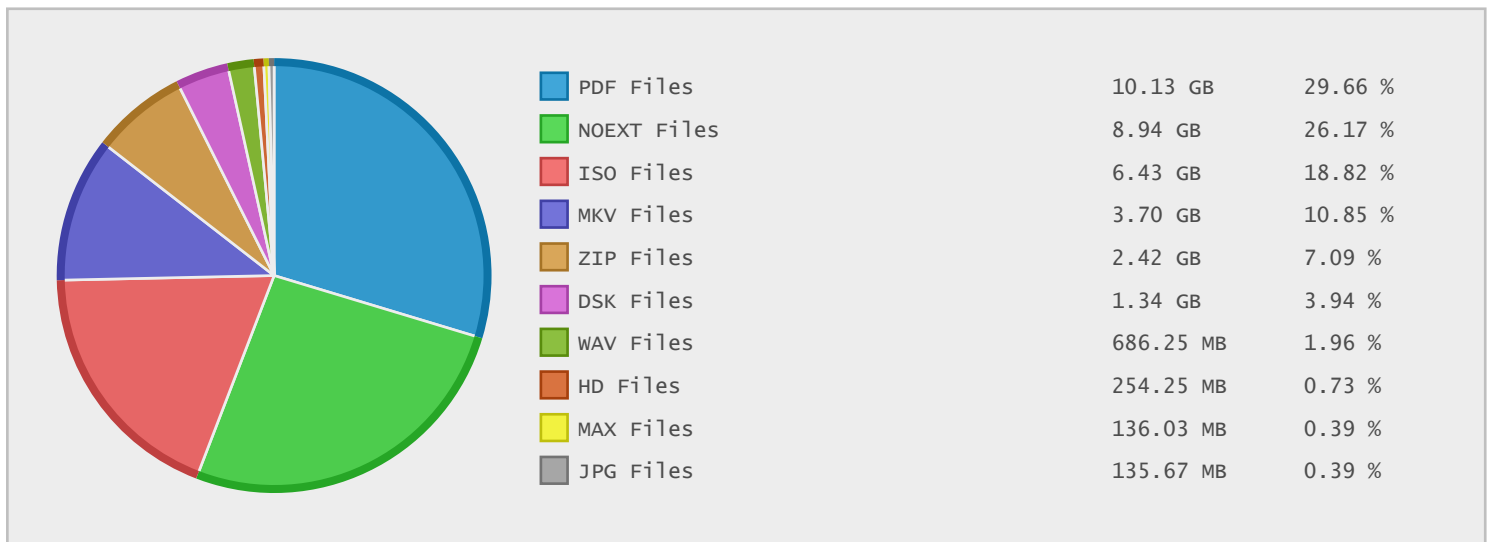 PDF Files 10.13 GB 29.66 %
NOEXT Files 8.94 GB 26.17 %
ISO Files 6.43 GB 18.82 %
MKV Files 3.70 GB 10.85 %
ZIP Files 2.42 GB 7.09 %
DSK Files 1.34 GB 3.94 %
WAV Files 686.25 MB 1.96 %
HD Files 254.25 MB 0.73 %
MAX Files 136.03 MB 0.39 %
JPG Files 135.67 MB 0.39 %